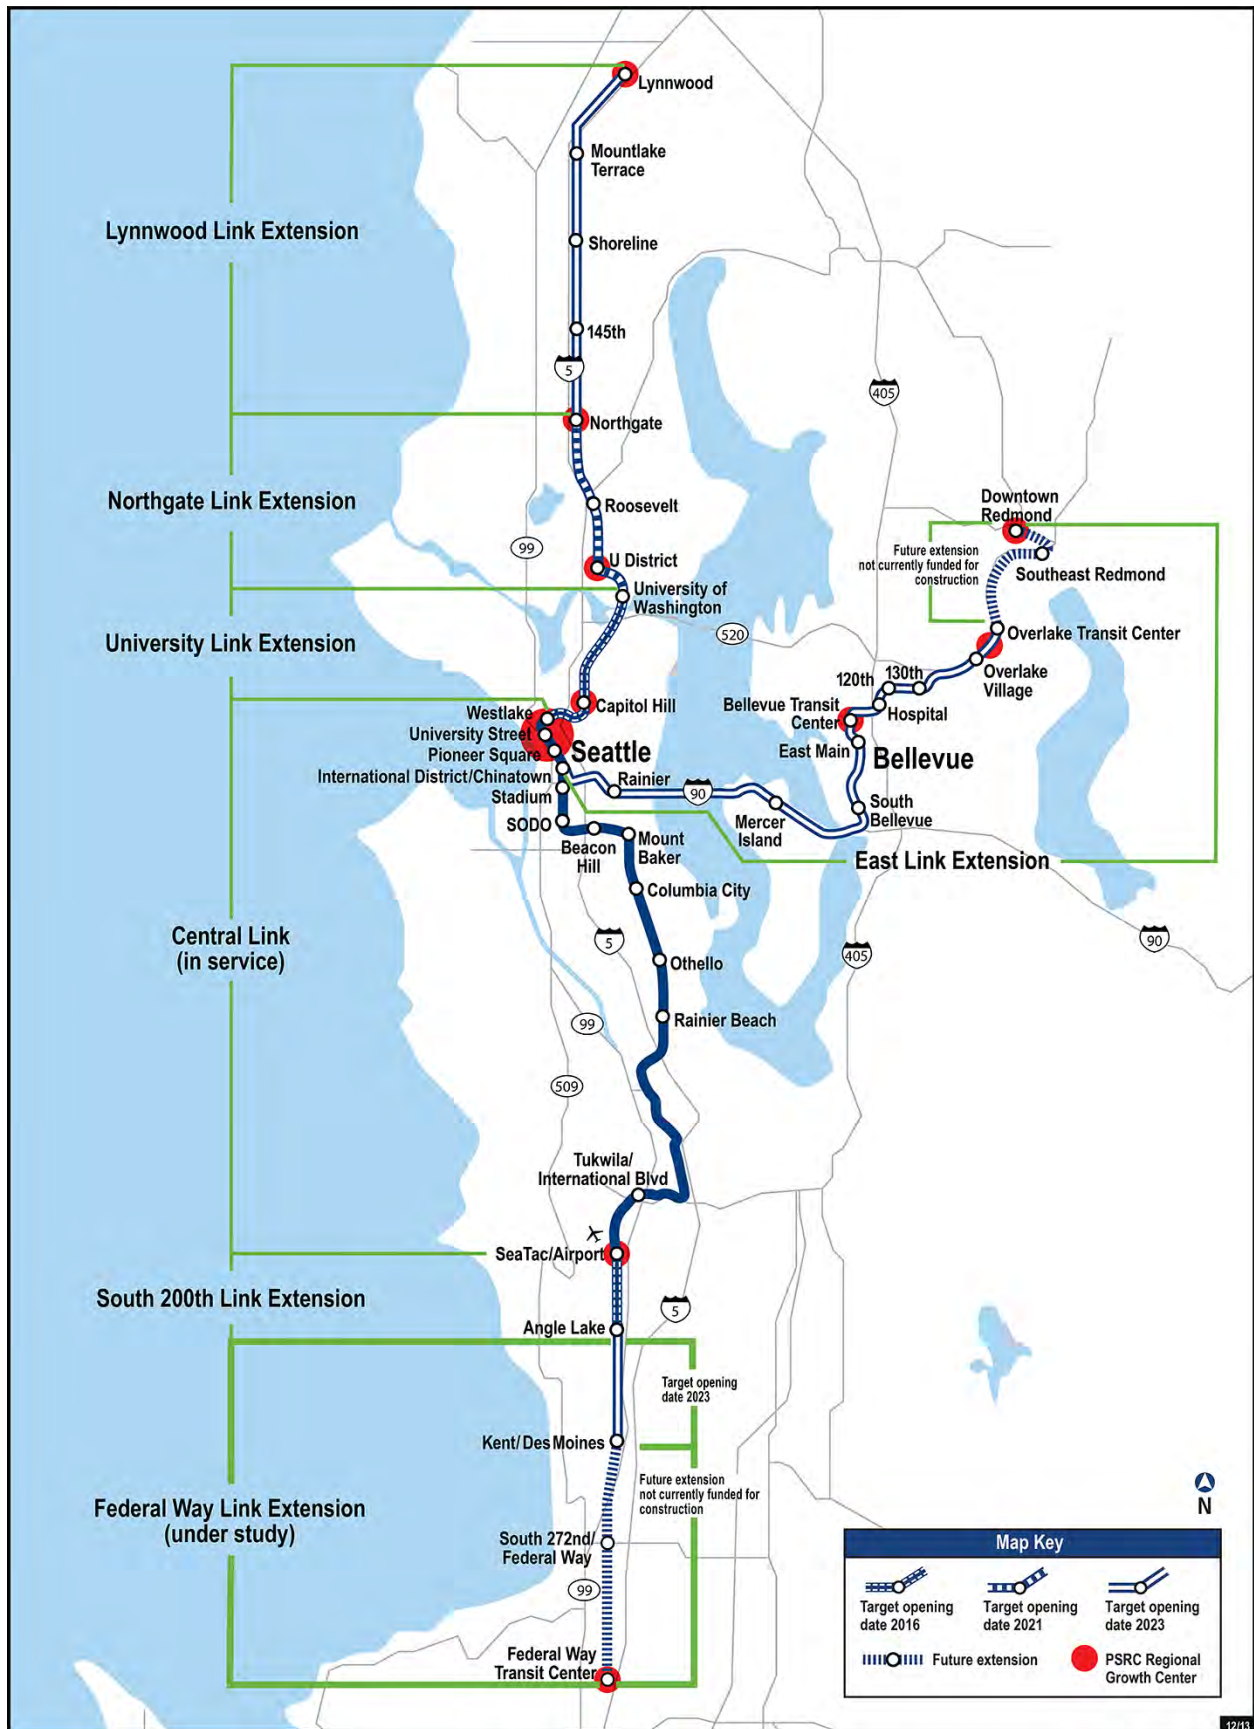 Lynnwood
Mountlake
Terrace
Lynnwood Link Extension
Shoreline
145th
5
405
Northgate
Northgate Link Extension
Roosevelt
Downtown
Redmond
99
Future extension
not currently funded for
construction
U District
Southeast Redmond
University of
Washington
520
University Link Extension
Overlake Transit Center
Overlake
Village
120th
130th
Capitol Hill
Bellevue Transit
Center
Hospital
Westlake
University Street
Pioneer Square
Seattle
East Main
Bellevue
International District/Chinatown
Stadium
Rainier
90
SODO
Mercer
Island
South
Bellevue
Beacon
Hill
Mount
Baker
East Link Extension
Columbia City
Central Link
(in service)
5
405
90
Othello
Rainier Beach
99
509
Tukwila/
International Blvd
SeaTac/Airport
South 200th Link Extension
5
Angle Lake
Target opening
date 2023
Kent/Des Moines
Future extension
not currently funded for
construction
Federal Way Link Extension
(under study)
N
South 272nd/
Federal Way
99
Federal Way
Transit Center
Map Key
Target opening
date 2016
Target opening
date 2021
Target opening
date 2023
Future extension
PSRC Regional
Growth Center
12/13